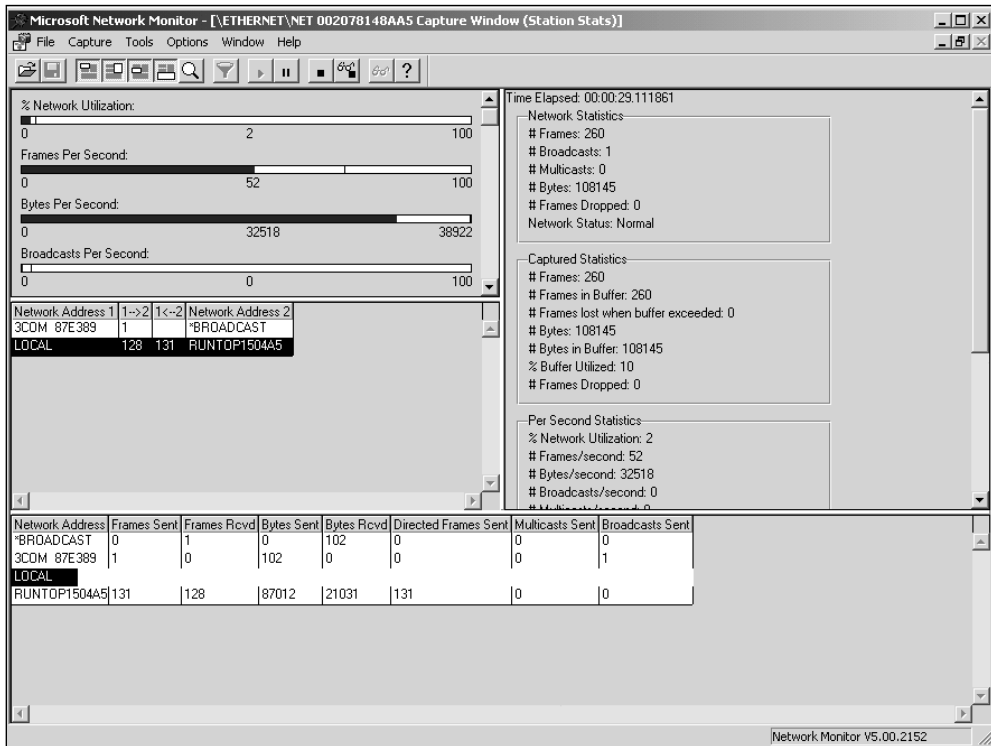 Microsoft Network Monitor - [\ETHERNET\NET 002078148AA5 Capture Window (Station Stats)]
File Capture Tools Options Window Help
% Network Utilization:
0 2 100
Frames Per Second:
0 52 100
Bytes Per Second:
0 32518 38922
Broadcasts Per Second:
0 0 100
Time Elapsed: 00:00:29.111861
Network Statistics
# Frames: 260
# Broadcasts: 1
# Multicasts: 0
# Bytes: 108145
# Frames Dropped: 0
Network Status: Normal
Captured Statistics
# Frames: 260
# Frames in Buffer: 260
# Frames lost when buffer exceeded: 0
# Bytes: 108145
# Bytes in Buffer: 108145
% Buffer Utilized: 10
# Frames Dropped: 0
Per Second Statistics
% Network Utilization: 2
# Frames/second: 52
# Bytes/second: 32518
# Broadcasts/second: 0
# Multicasts/second: 0
Network Address 1 1-->2 1<--2 Network Address 2
3COM 87E389 1 *BROADCAST
LOCAL 128 131 RUNTOP1504A5
Network Address Frames Sent Frames Rcvd Bytes Sent Bytes Rcvd Directed Frames Sent Multicasts Sent Broadcasts Sent
*BROADCAST 0 1 0 102 0 0 0
3COM 87E389 1 0 102 0 0 0 1
LOCAL
RUNTOP1504A5 131 128 87012 21031 131 0 0
Network Monitor V5.00.2152